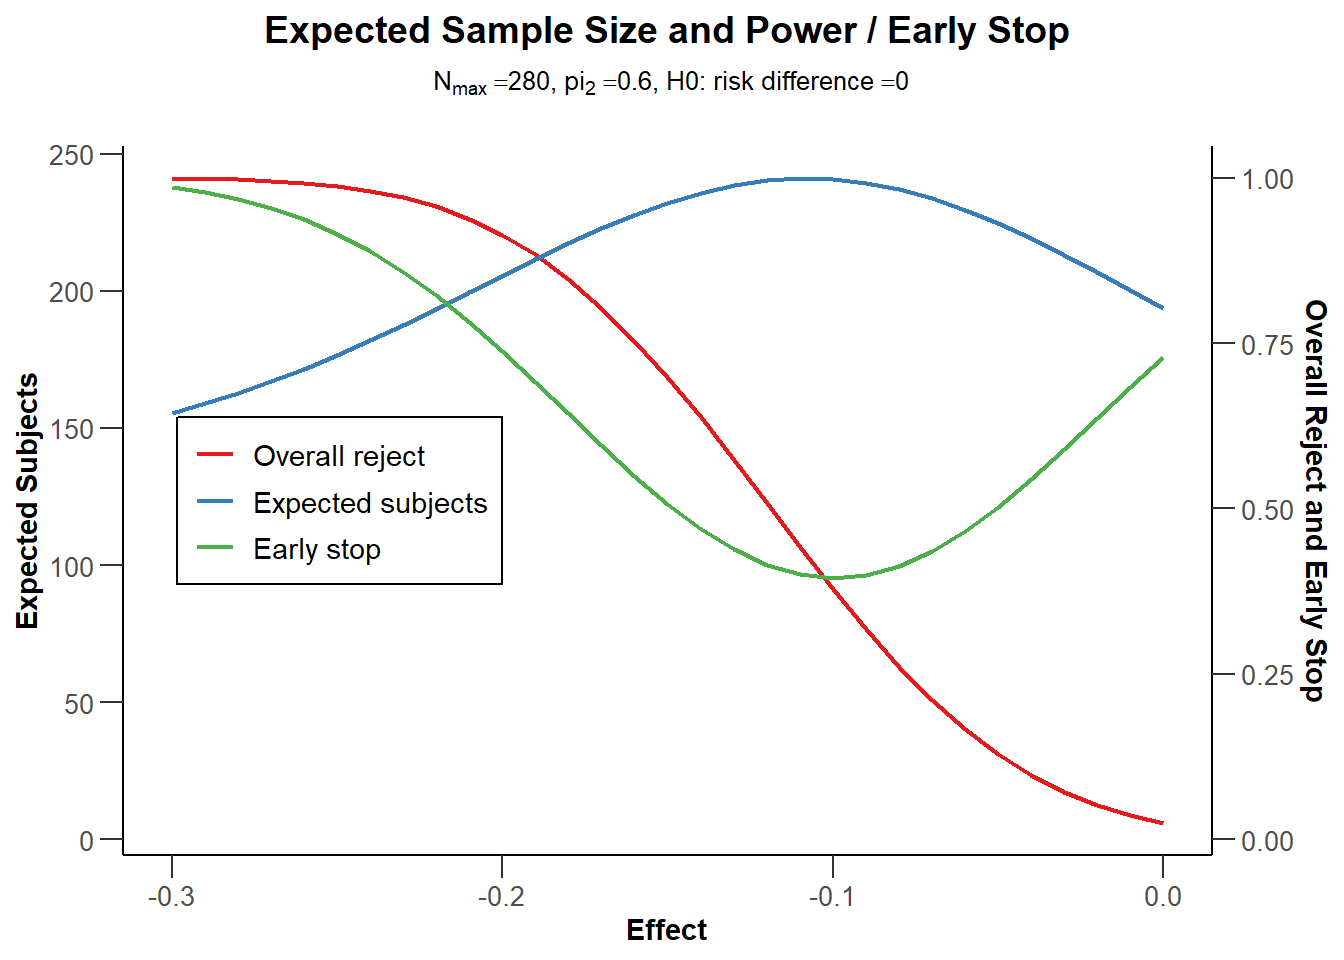 Expected Sample Size and Power / Early Stop
Nmax =280, pi2 =0.6, H0: risk difference =0
Expected Subjects
250
200
150
100
50
0
Overall reject
Expected subjects
Early stop
1.00
0.75
0.50
0.25
0.00
Overall Reject and Early Stop
-0.3
-0.2
-0.1
0.0
Effect